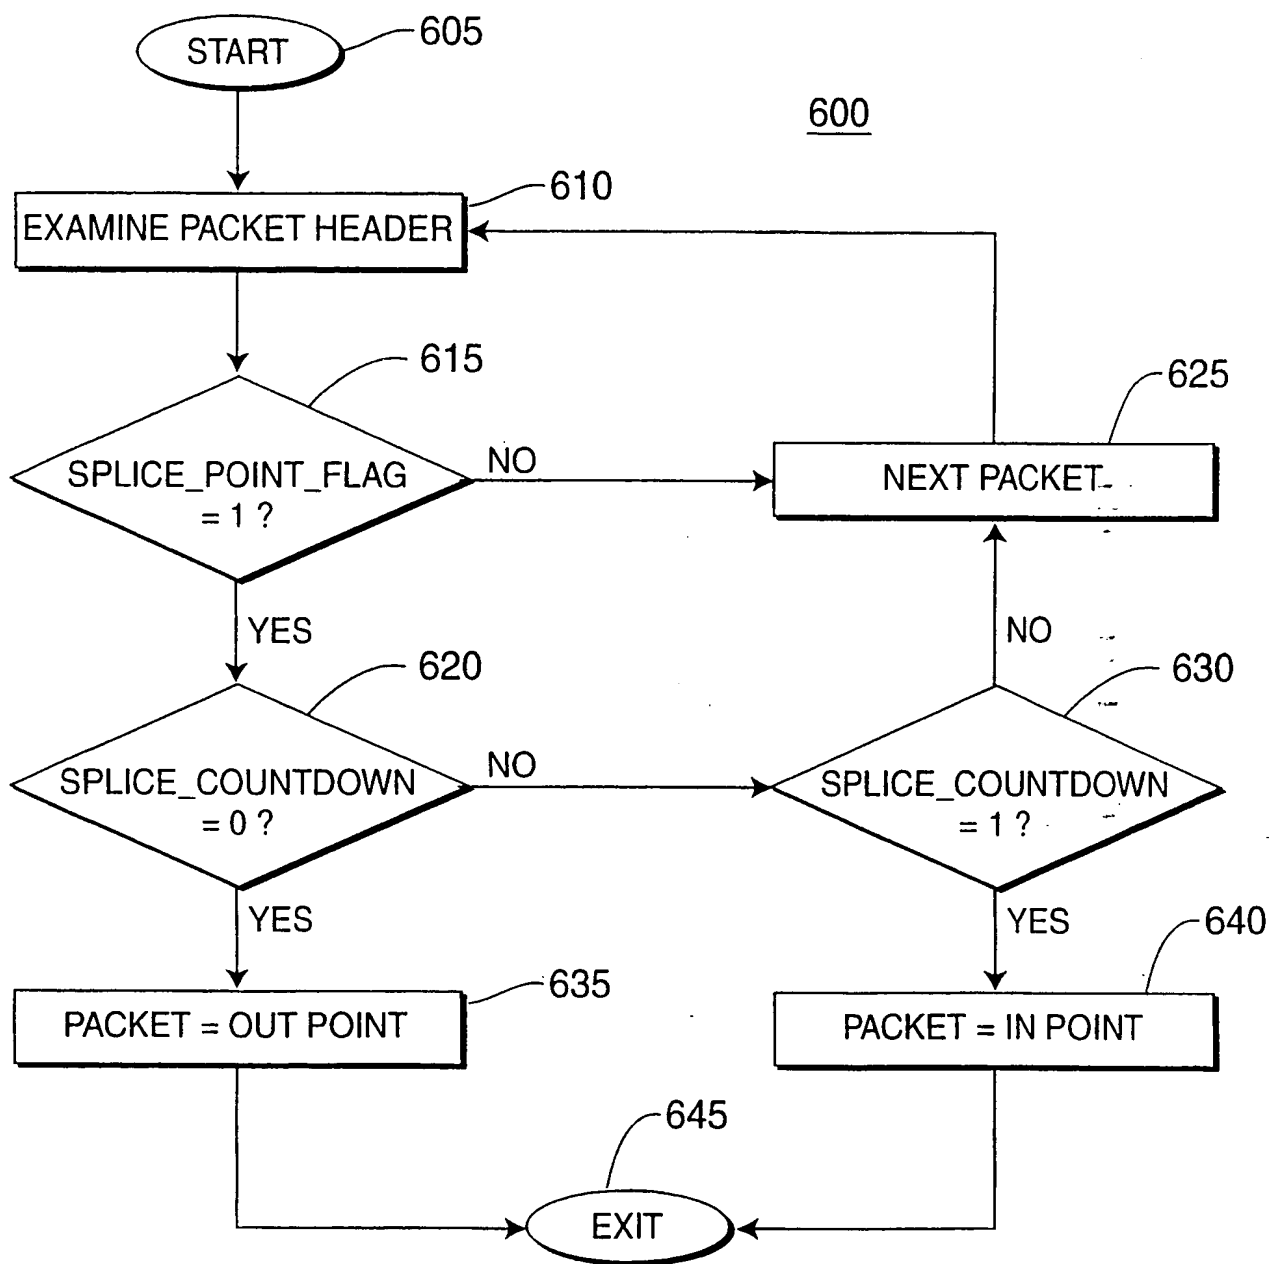 START
605
600
610
EXAMINE PACKET HEADER
615
625
SPLICE_POINT_FLAG
= 1 ?
NO
NEXT PACKET
YES
NO
620
630
SPLICE_COUNTDOWN
= 0 ?
NO
SPLICE_COUNTDOWN
= 1 ?
YES
YES
635
640
PACKET = OUT POINT
PACKET = IN POINT
645
EXIT